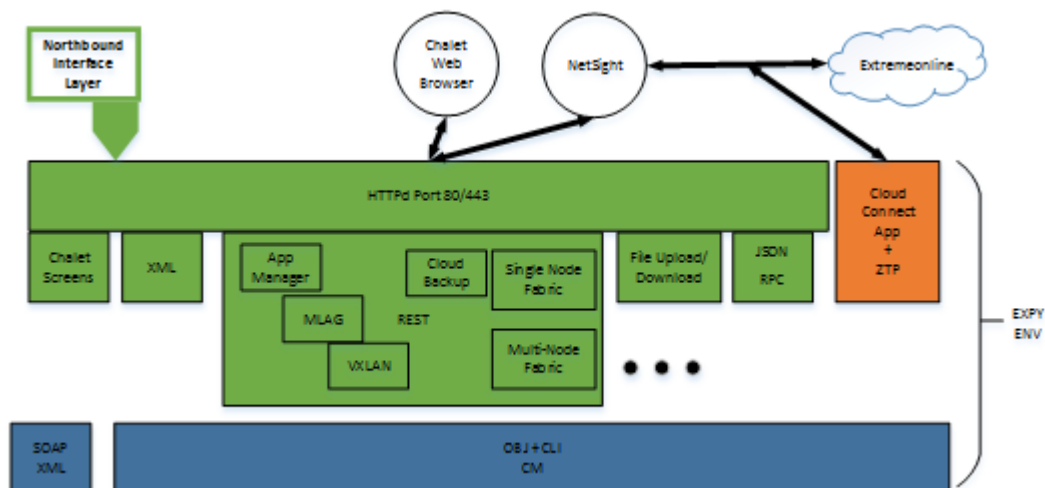 Northbound
Interface
Layer
Chalet
Web
Browser
NetSight
Extremeonline
HTTPd Port 80/443
Cloud
Connect
App
+
ZTP
Chalet
Screens
XML
App
Manager
Cloud
Backup
Single Node
Fabric
File Upload/
Download
JSON
RPC
MLAG
REST
VXLAN
Multi-Node
Fabric
EXPY
ENV
SOAP
XML
OBJ + CLI
CM